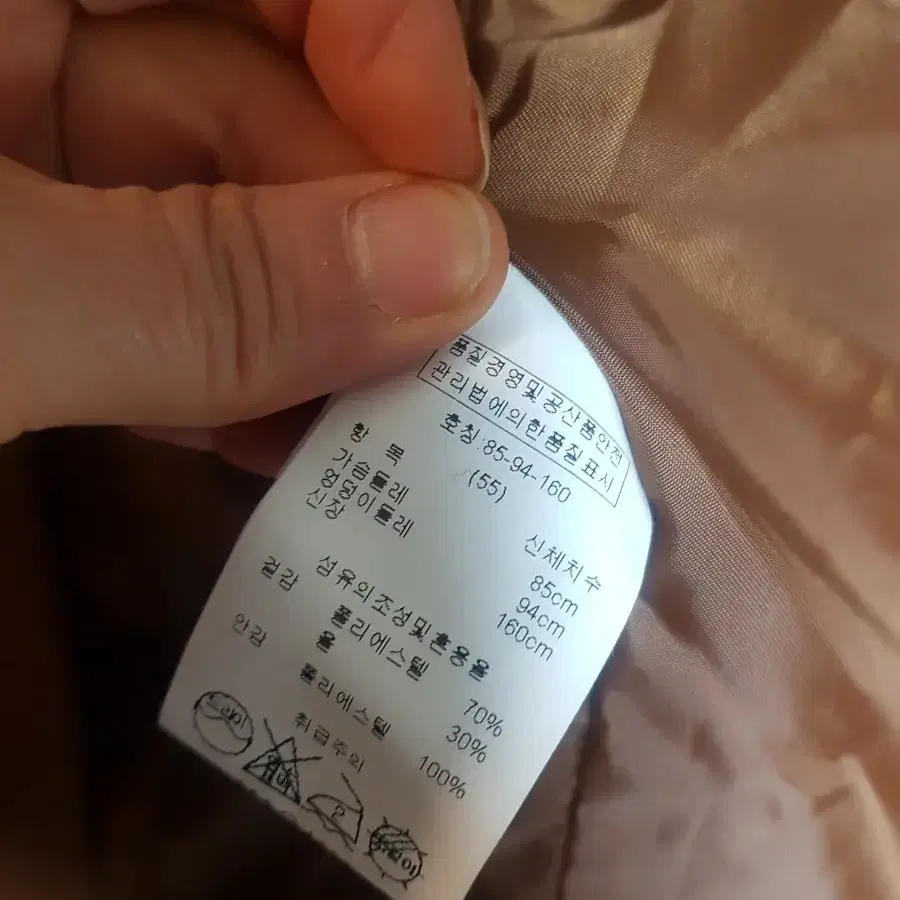 품질경영및공산품안전
관리법에의한품질표시
호칭:85-94-160
(55)
항 목 신체치수
가슴둘레 85cm
엉덩이둘레 94cm
신장 160cm
섬유의조성및혼용율
겉감 폴리에스텔 70%
울 30%
안감 폴리에스텔 100%
취급주의
드라이